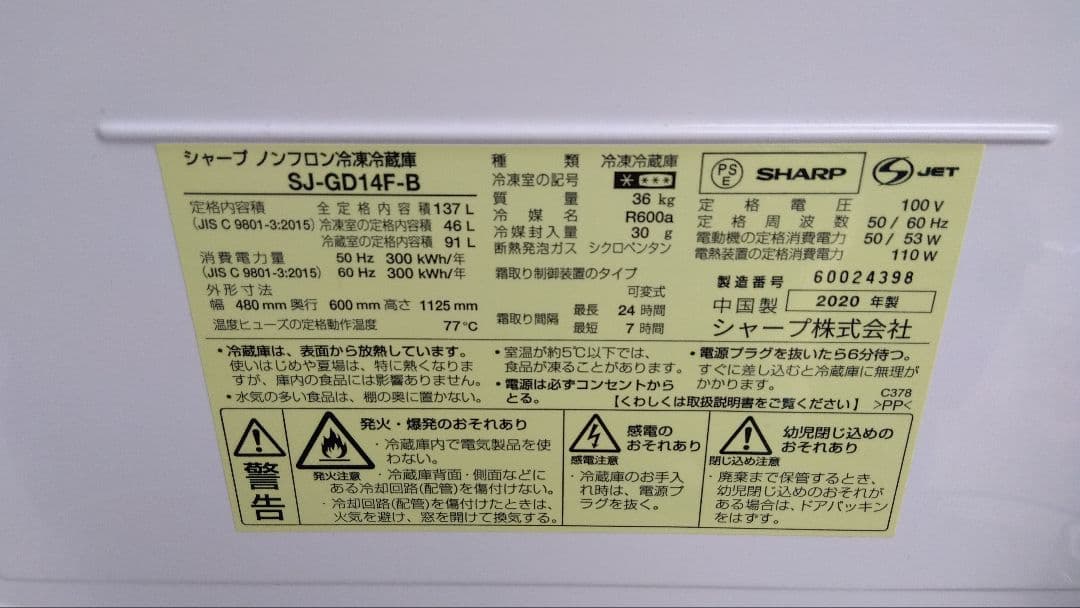 シャープ ノンフロン冷凍冷蔵庫
SJ-GD14F-B
定格内容積 全定格内容積 137 L
(JIS C 9801-3:2015) 冷凍室の定格内容積 46 L
冷蔵室の定格内容積 91 L
消費電力量 50 Hz 300 kWh/年
(JIS C 9801-3:2015) 60 Hz 300 kWh/年
外形寸法
幅 480 mm 奥行 600 mm 高さ 1125 mm
温度ヒューズの定格動作温度 77℃
種類 冷凍冷蔵庫
冷凍室の記号
質量 36 kg
冷媒名 R600a
冷媒封入量 30 g
断熱発泡ガス シクロペンタン
霜取り制御装置のタイプ
可変式
霜取り間隔 最長 24 時間
最短 7 時間
PS
E
SHARP
JET
定格電圧 100 V
定格周波数 50 / 60 Hz
電動機の定格消費電力 50 / 53 W
電熱装置の定格消費電力 110 W
製造番号 60024398
中国製 2020 年製
シャープ株式会社
・冷蔵庫は、表面から放熱しています。
使いはじめや夏場は、特に熱くなりま
すが、庫内の食品には影響ありません。
・水気の多い食品は、棚の奥に置かない。
・室温が約5℃以下では、
食品が凍ることがあります。
・電源は必ずコンセントから
とる。
・電源プラグを抜いたら6分待つ。
すぐに差し込むと冷蔵庫に無理が
かかります。
【くわしくは取扱説明書をご覧ください】
C378
>PP<
警告
発火注意
発火・爆発のおそれあり
・冷蔵庫内で電気製品を使
わない。
・冷蔵庫背面・側面などに
ある冷却回路(配管)を傷付けない。
・冷却回路(配管)を傷付けたときは、
火気を避け、窓を開けて換気する。
感電注意
感電の
おそれあり
・冷蔵庫のお手入
れ時は、電源プ
ラグを抜く。
閉じ込め注意
幼児閉じ込めの
おそれあり
・廃棄まで保管するとき、
幼児閉じ込めのおそれが
ある場合は、ドアパッキン
をはずす。